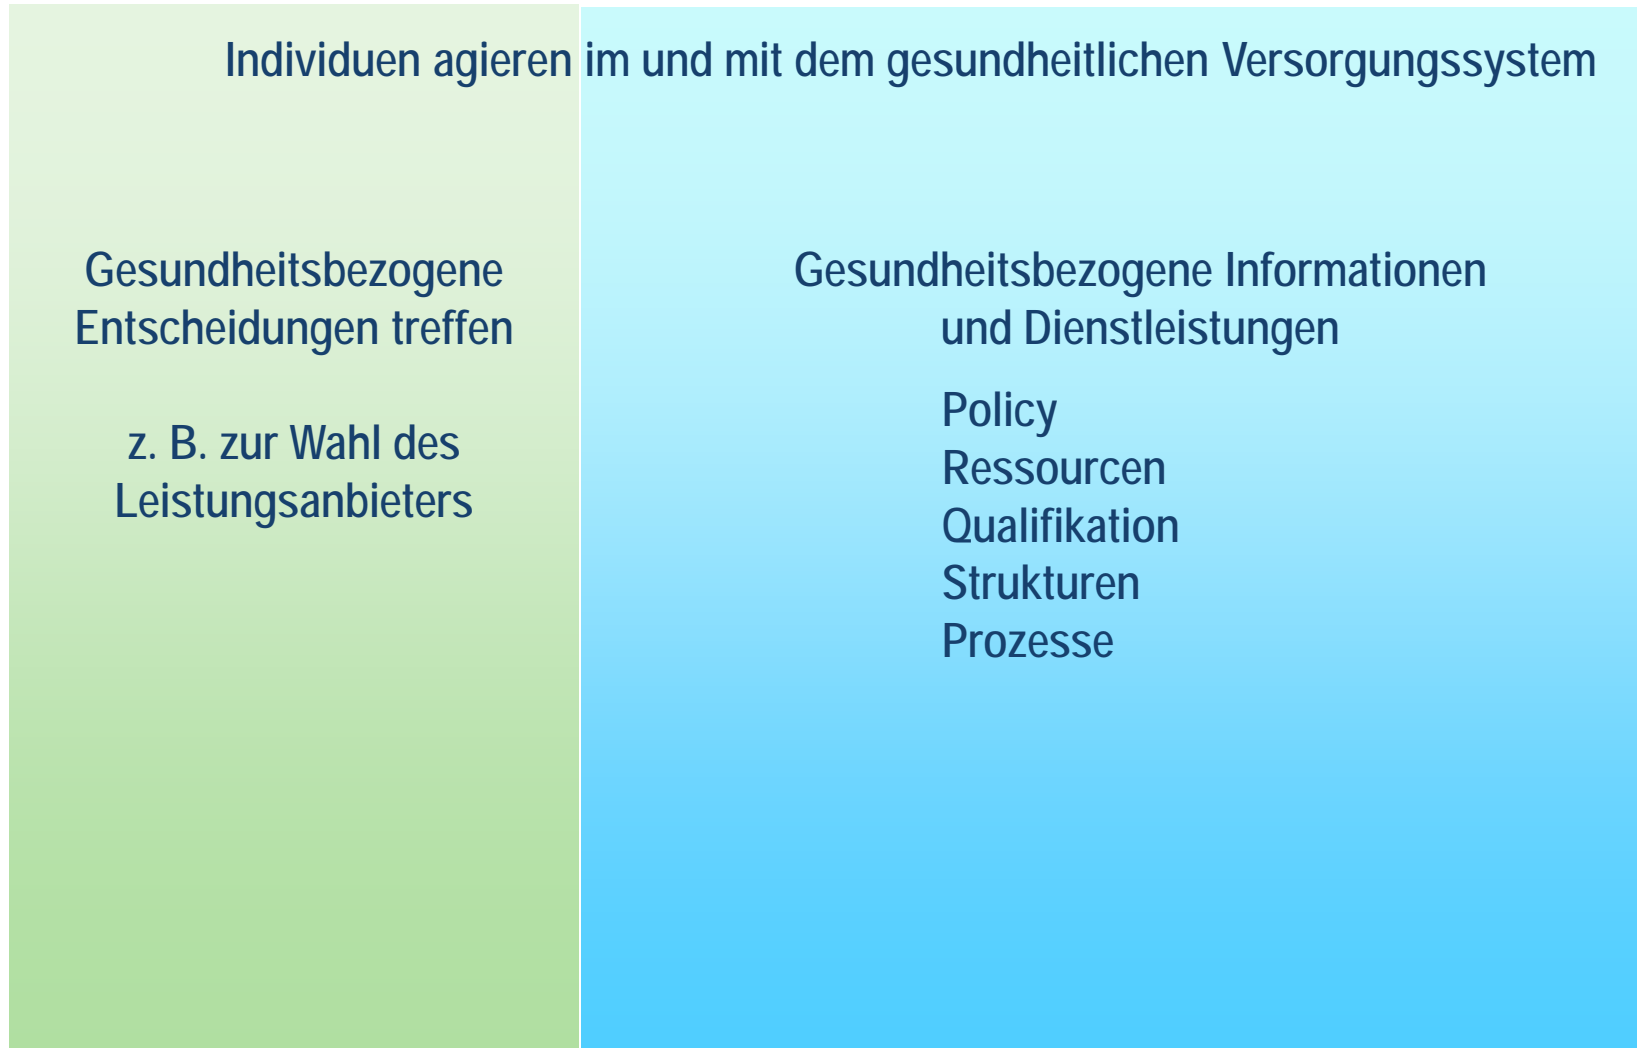 Individuen agieren im und mit dem gesundheitlichen Versorgungssystem
Gesundheitsbezogene
Entscheidungen treffen
z. B. zur Wahl des
Leistungsanbieters
Gesundheitsbezogene Informationen
und Dienstleistungen
Policy
Ressourcen
Qualifikation
Strukturen
Prozesse